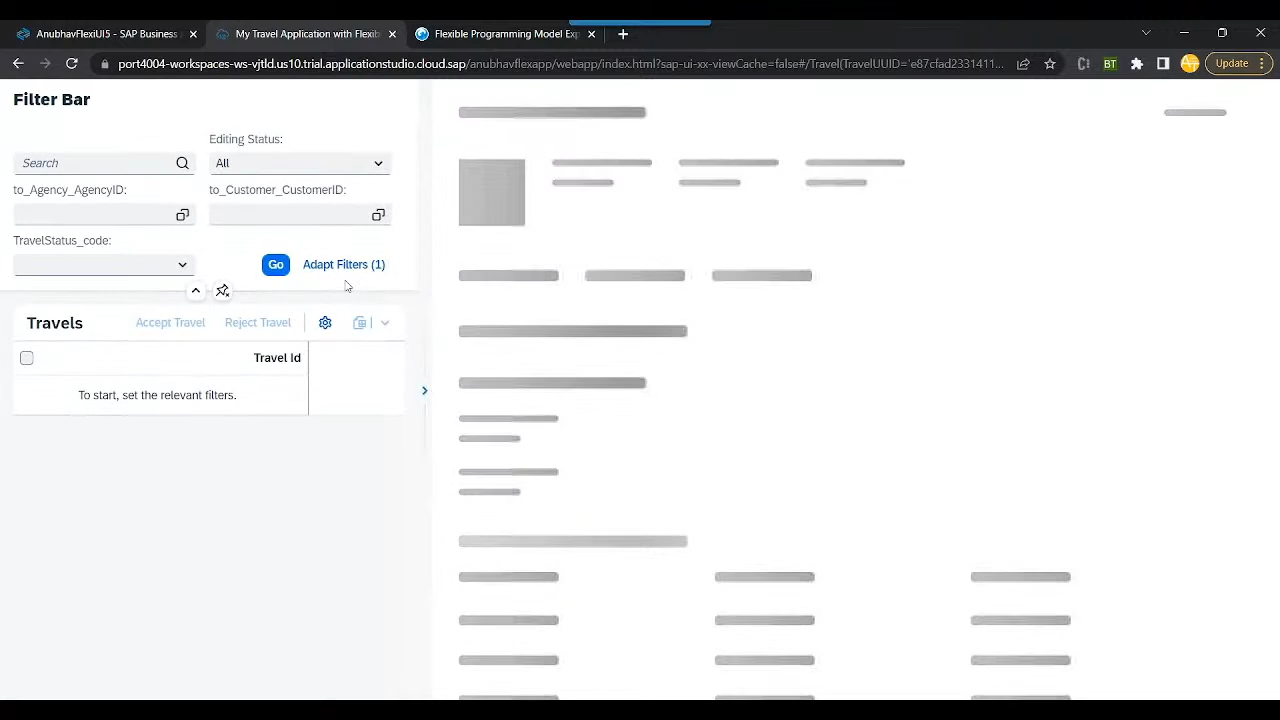 AnubhavFlexiUI5 - SAP Business
My Travel Application with Flexib
Flexible Programming Model Exp
port4004-workspaces-ws-vjtld.us10.trial.applicationstudio.cloud.sap/anubhavflexapp/webapp/index.html?sap-ui-xx-viewCache=false#/Travel(TravelUUID='e87cfad2331411...
BT
Update
Filter Bar
Editing Status:
Search
All
to_Agency_AgencyID:
to_Customer_CustomerID:
TravelStatus_code:
Go
Adapt Filters (1)
Travels
Accept Travel
Reject Travel
Travel Id
To start, set the relevant filters.